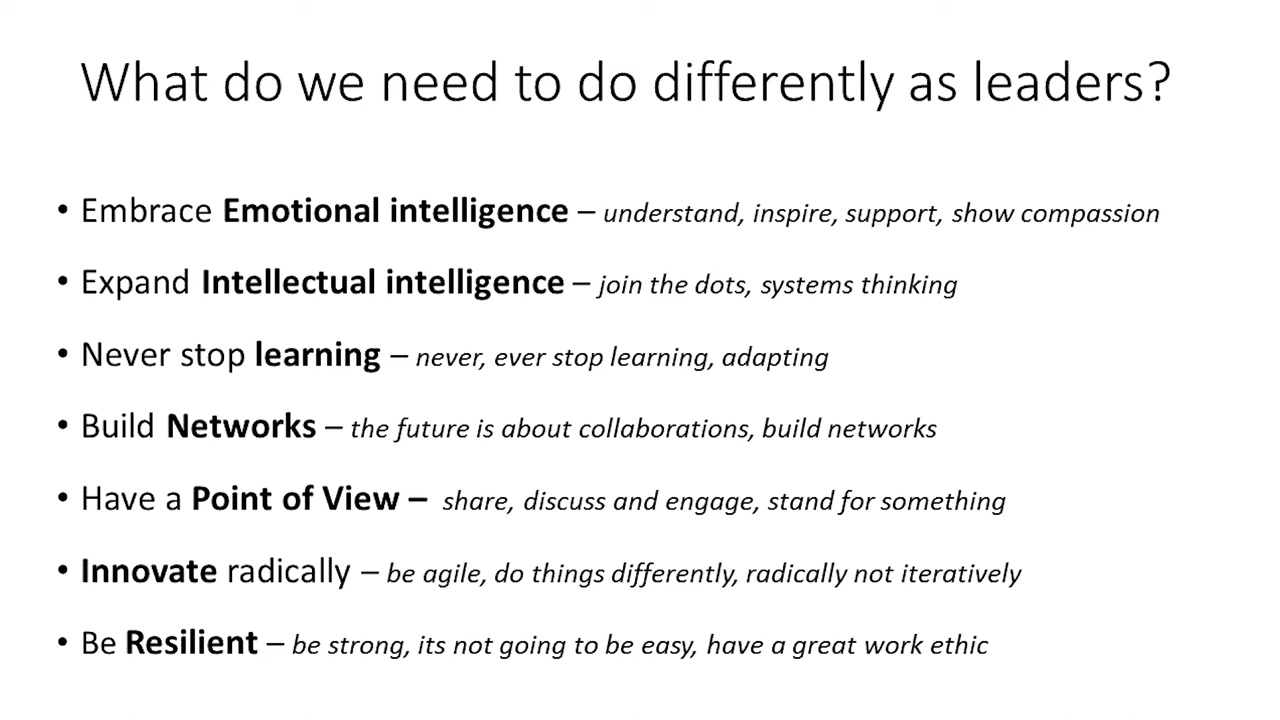 What do we need to do differently as leaders?
• Embrace Emotional intelligence – understand, inspire, support, show compassion
• Expand Intellectual intelligence – join the dots, systems thinking
• Never stop learning – never, ever stop learning, adapting
• Build Networks – the future is about collaborations, build networks
• Have a Point of View – share, discuss and engage, stand for something
• Innovate radically – be agile, do things differently, radically not iteratively
• Be Resilient – be strong, its not going to be easy, have a great work ethic